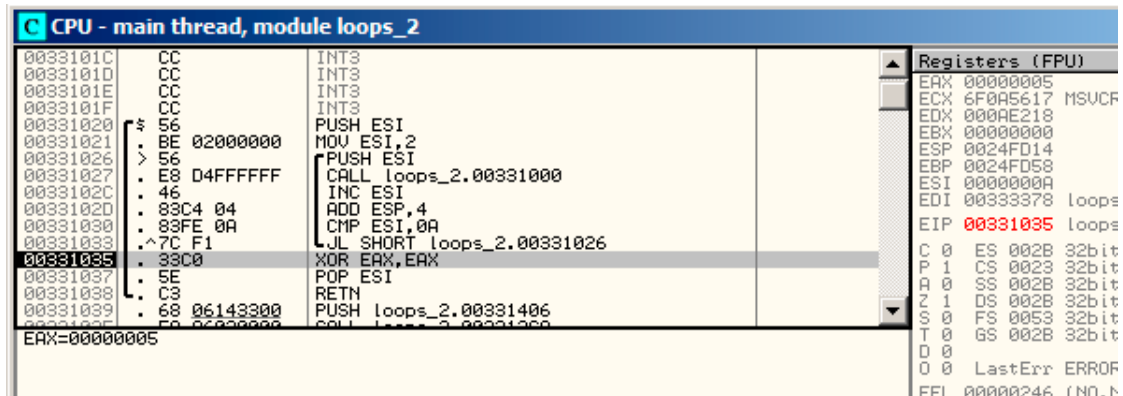 C CPU - main thread, module loops_2
0033101C CC INT3
0033101D CC INT3
0033101E CC INT3
0033101F CC INT3
00331020 $ 56 PUSH ESI
00331021 . BE 02000000 MOV ESI,2
00331026 > 56 PUSH ESI
00331027 . E8 D4FFFFFF CALL loops_2.00331000
0033102C . 46 INC ESI
0033102D . 83C4 04 ADD ESP,4
00331030 . 83FE 0A CMP ESI,0A
00331033 .^7C F1 JL SHORT loops_2.00331026
00331035 . 33C0 XOR EAX,EAX
00331037 . 5E POP ESI
00331038 . C3 RETN
00331039 . 68 06143300 PUSH loops_2.00331406
EAX=00000005
Registers (FPU)
EAX 00000005
ECX 6F0A5617 MSVCR
EDX 000AE218
EBX 00000000
ESP 0024FD14
EBP 0024FD58
ESI 0000000A
EDI 00333378 loops
EIP 00331035 loops
C 0 ES 002B 32bit
P 1 CS 0023 32bit
A 0 SS 002B 32bit
Z 1 DS 002B 32bit
S 0 FS 0053 32bit
T 0 GS 002B 32bit
D 0
O 0 LastErr ERROR
EFL 00000246 (NO,N